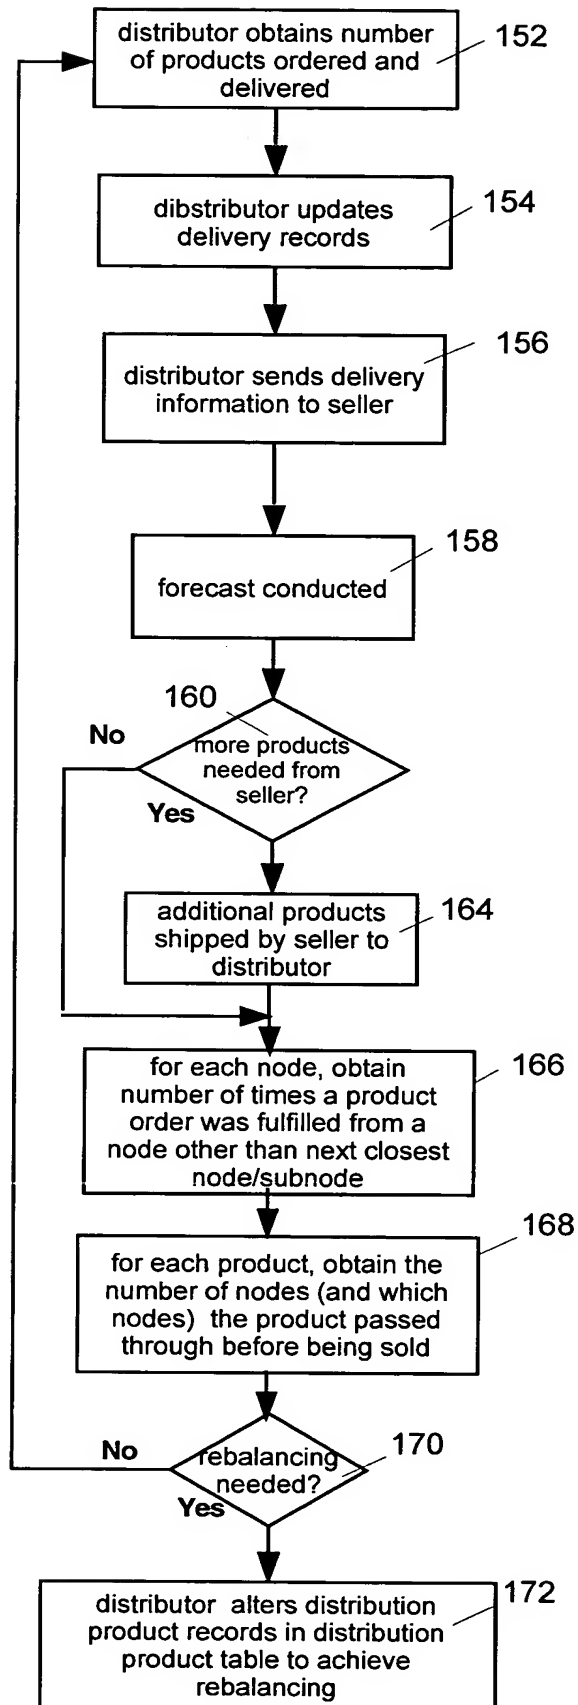 distributor obtains number
of products ordered and
delivered
152
dibstributor updates
delivery records
154
distributor sends delivery
information to seller
156
forecast conducted
158
160
more products
needed from
seller?
No
Yes
additional products
shipped by seller to
distributor
164
for each node, obtain
number of times a product
order was fulfilled from a
node other than next closest
node/subnode
166
for each product, obtain the
number of nodes (and which
nodes) the product passed
through before being sold
168
rebalancing
needed?
170
No
Yes
distributor alters distribution
product records in distribution
product table to achieve
rebalancing
172